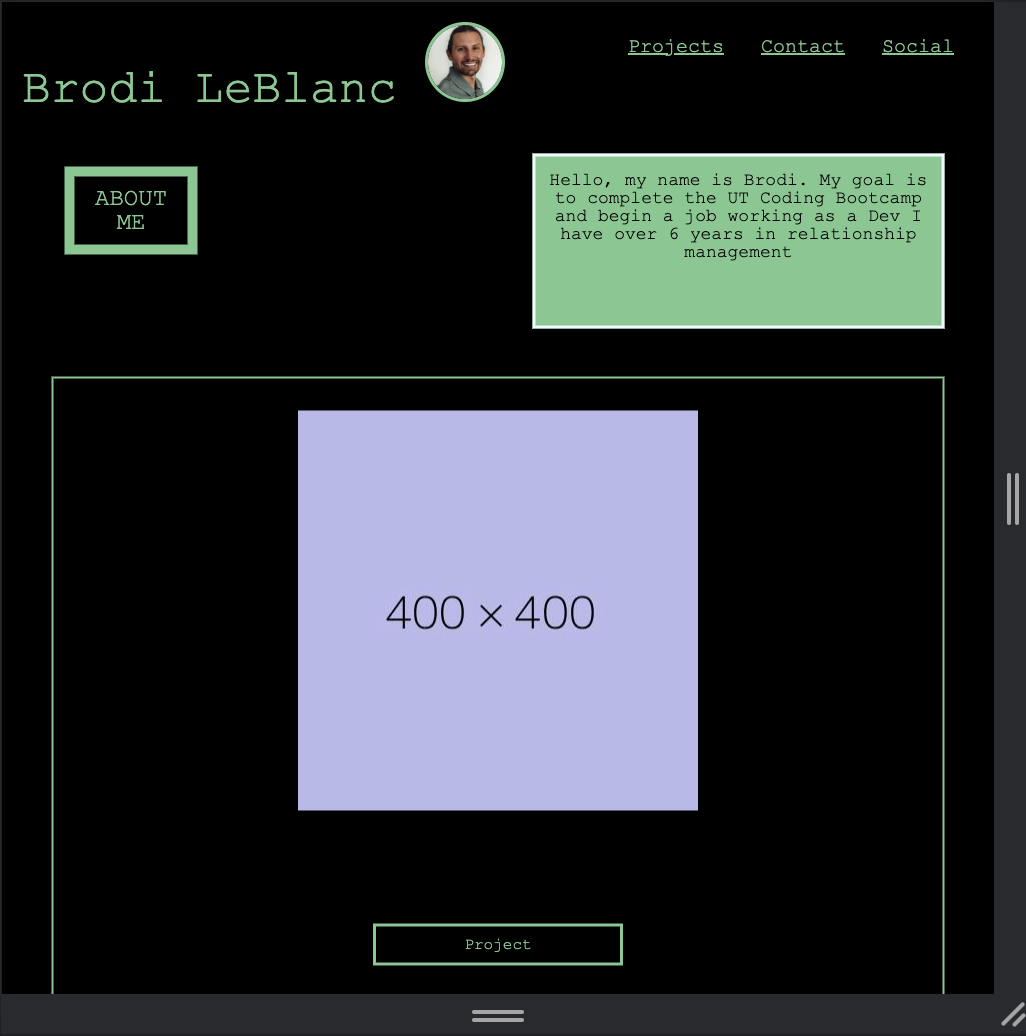 Brodi LeBlanc
Projects Contact Social
ABOUT
ME
Hello, my name is Brodi. My goal is
to complete the UT Coding Bootcamp
and begin a job working as a Dev I
have over 6 years in relationship
management
400 × 400
Project